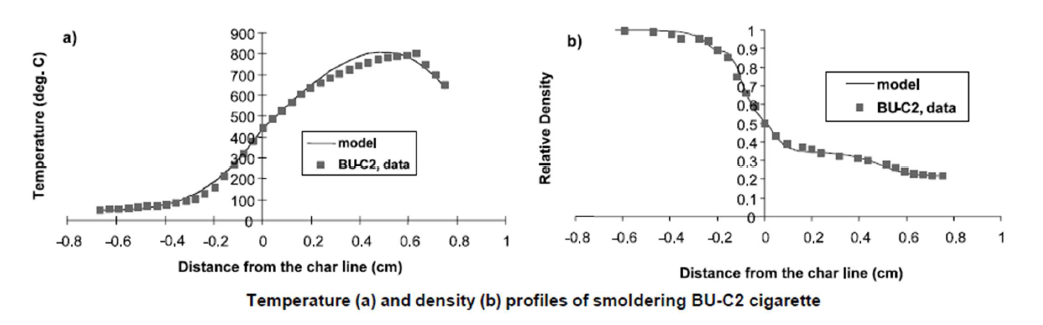 a)
Temperature (deg. C)
900
800
700
600
500
400
300
200
100
0
-0.8 -0.6 -0.4 -0.2 0 0.2 0.4 0.6 0.8 1
Distance from the char line (cm)
model
BU-C2, data
b)
Relative Density
1
0.9
0.8
0.7
0.6
0.5
0.4
0.3
0.2
0.1
0
-0.8 -0.6 -0.4 -0.2 0 0.2 0.4 0.6 0.8 1
Distance from the char line (cm)
model
BU-C2, data
Temperature (a) and density (b) profiles of smoldering BU-C2 cigarette